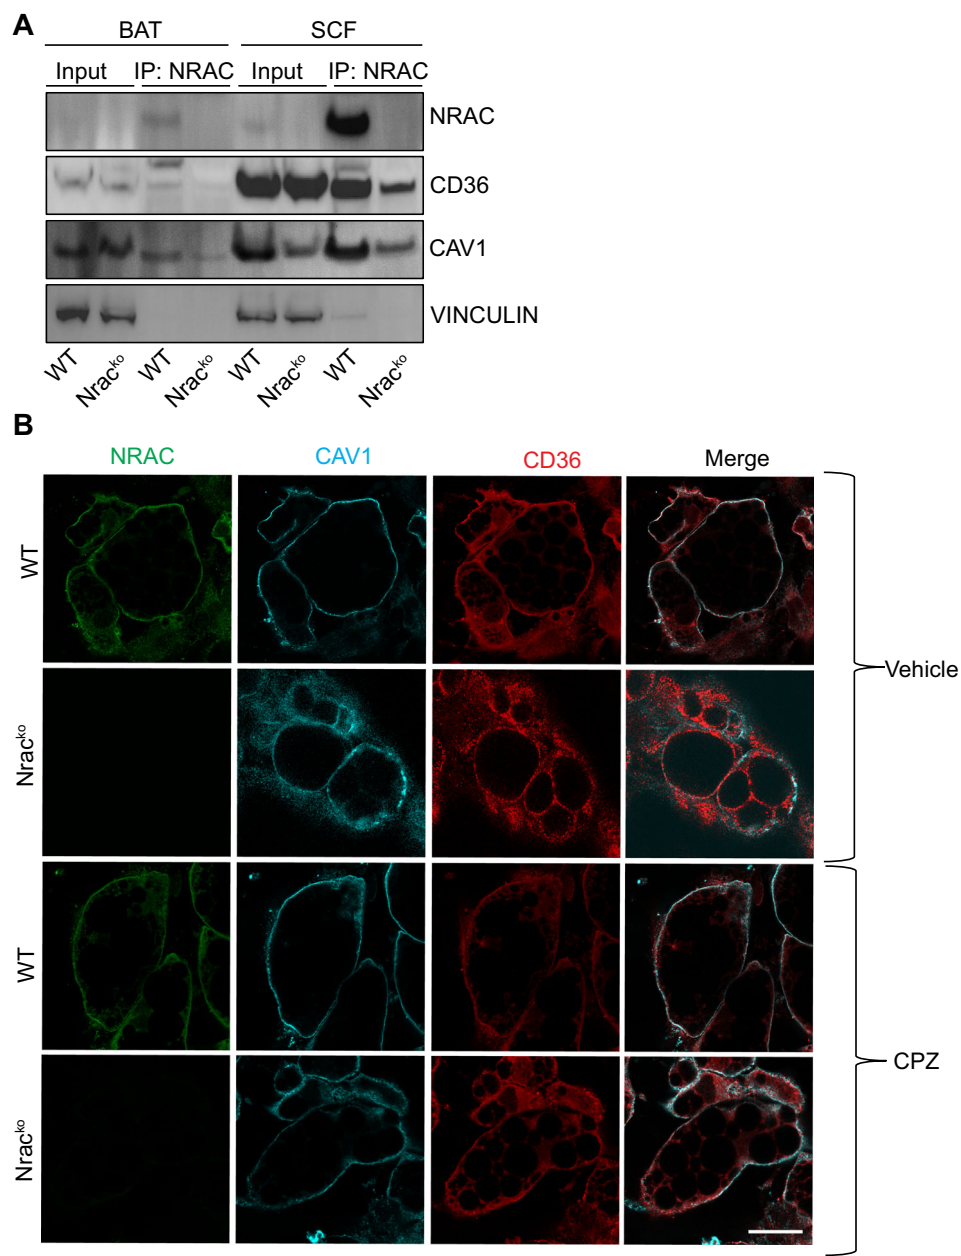 A
BAT SCF
Input IP: NRAC Input IP: NRAC
NRAC
CD36
CAV1
VINCULIN
WT Nracko WT Nracko WT Nracko WT Nracko
B
NRAC CAV1 CD36 Merge
WT
Vehicle
Nracko
WT
CPZ
Nracko